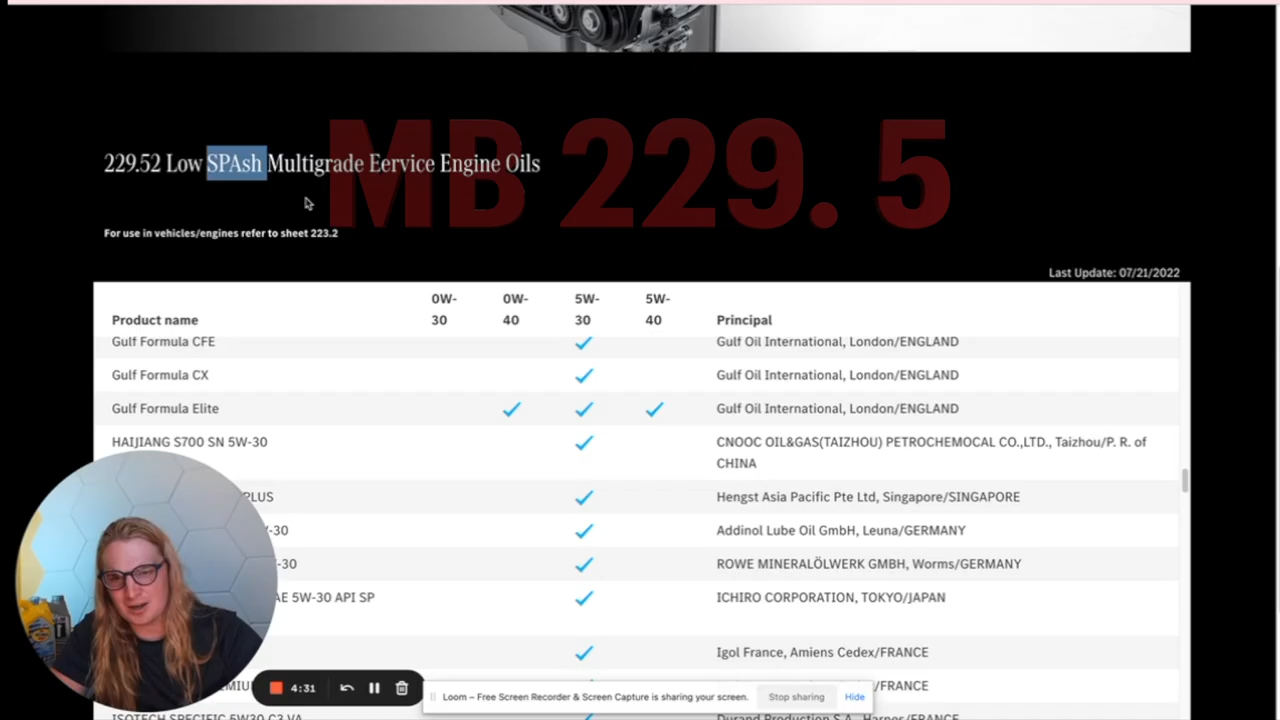 MB 229. 5
229.52 Low SPAsh Multigrade Eervice Engine Oils
For use in vehicles/engines refer to sheet 223.2
Last Update: 07/21/2022
Product name 0W-30 0W-40 5W-30 5W-40 Principal
Gulf Formula CFE Gulf Oil International, London/ENGLAND
Gulf Formula CX Gulf Oil International, London/ENGLAND
Gulf Formula Elite Gulf Oil International, London/ENGLAND
HAIJIANG S700 SN 5W-30 CNOOC OIL&GAS(TAIZHOU) PETROCHEMOCAL CO.,LTD., Taizhou/P. R. of
CHINA
PLUS Hengst Asia Pacific Pte Ltd, Singapore/SINGAPORE
-30 Addinol Lube Oil GmbH, Leuna/GERMANY
-30 ROWE MINERALÖLWERK GMBH, Worms/GERMANY
AE 5W-30 API SP ICHIRO CORPORATION, TOKYO/JAPAN
Igol France, Amiens Cedex/FRANCE
/FRANCE
4:31
Loom – Free Screen Recorder & Screen Capture is sharing your screen. Stop sharing Hide
ISOTECH SPECIFIC 5W30 C3 VA